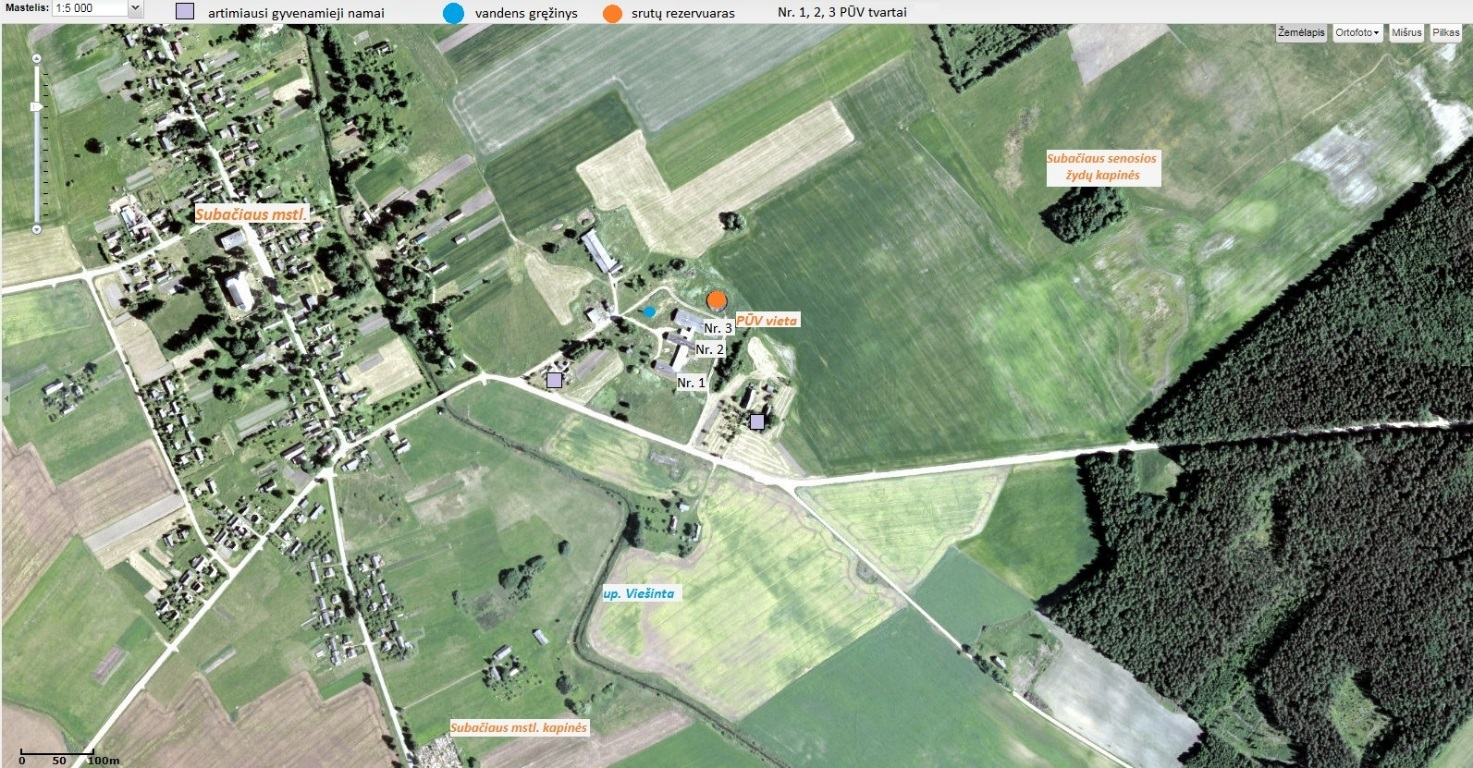 Mastelis: 1:5 000
artimiausi gyvenamieji namai
vandens gręžinys
srutų rezervuaras
Nr. 1, 2, 3 PŪV tvartai
Žemėlapis
Ortofoto
Mišrus
Pilkas
Subačiaus senosios
žydų kapinės
Subačiaus mstl.
PŪV vieta
Nr. 3
Nr. 2
Nr. 1
up. Viešinta
Subačiaus mstl. kapinės
0 50 100m